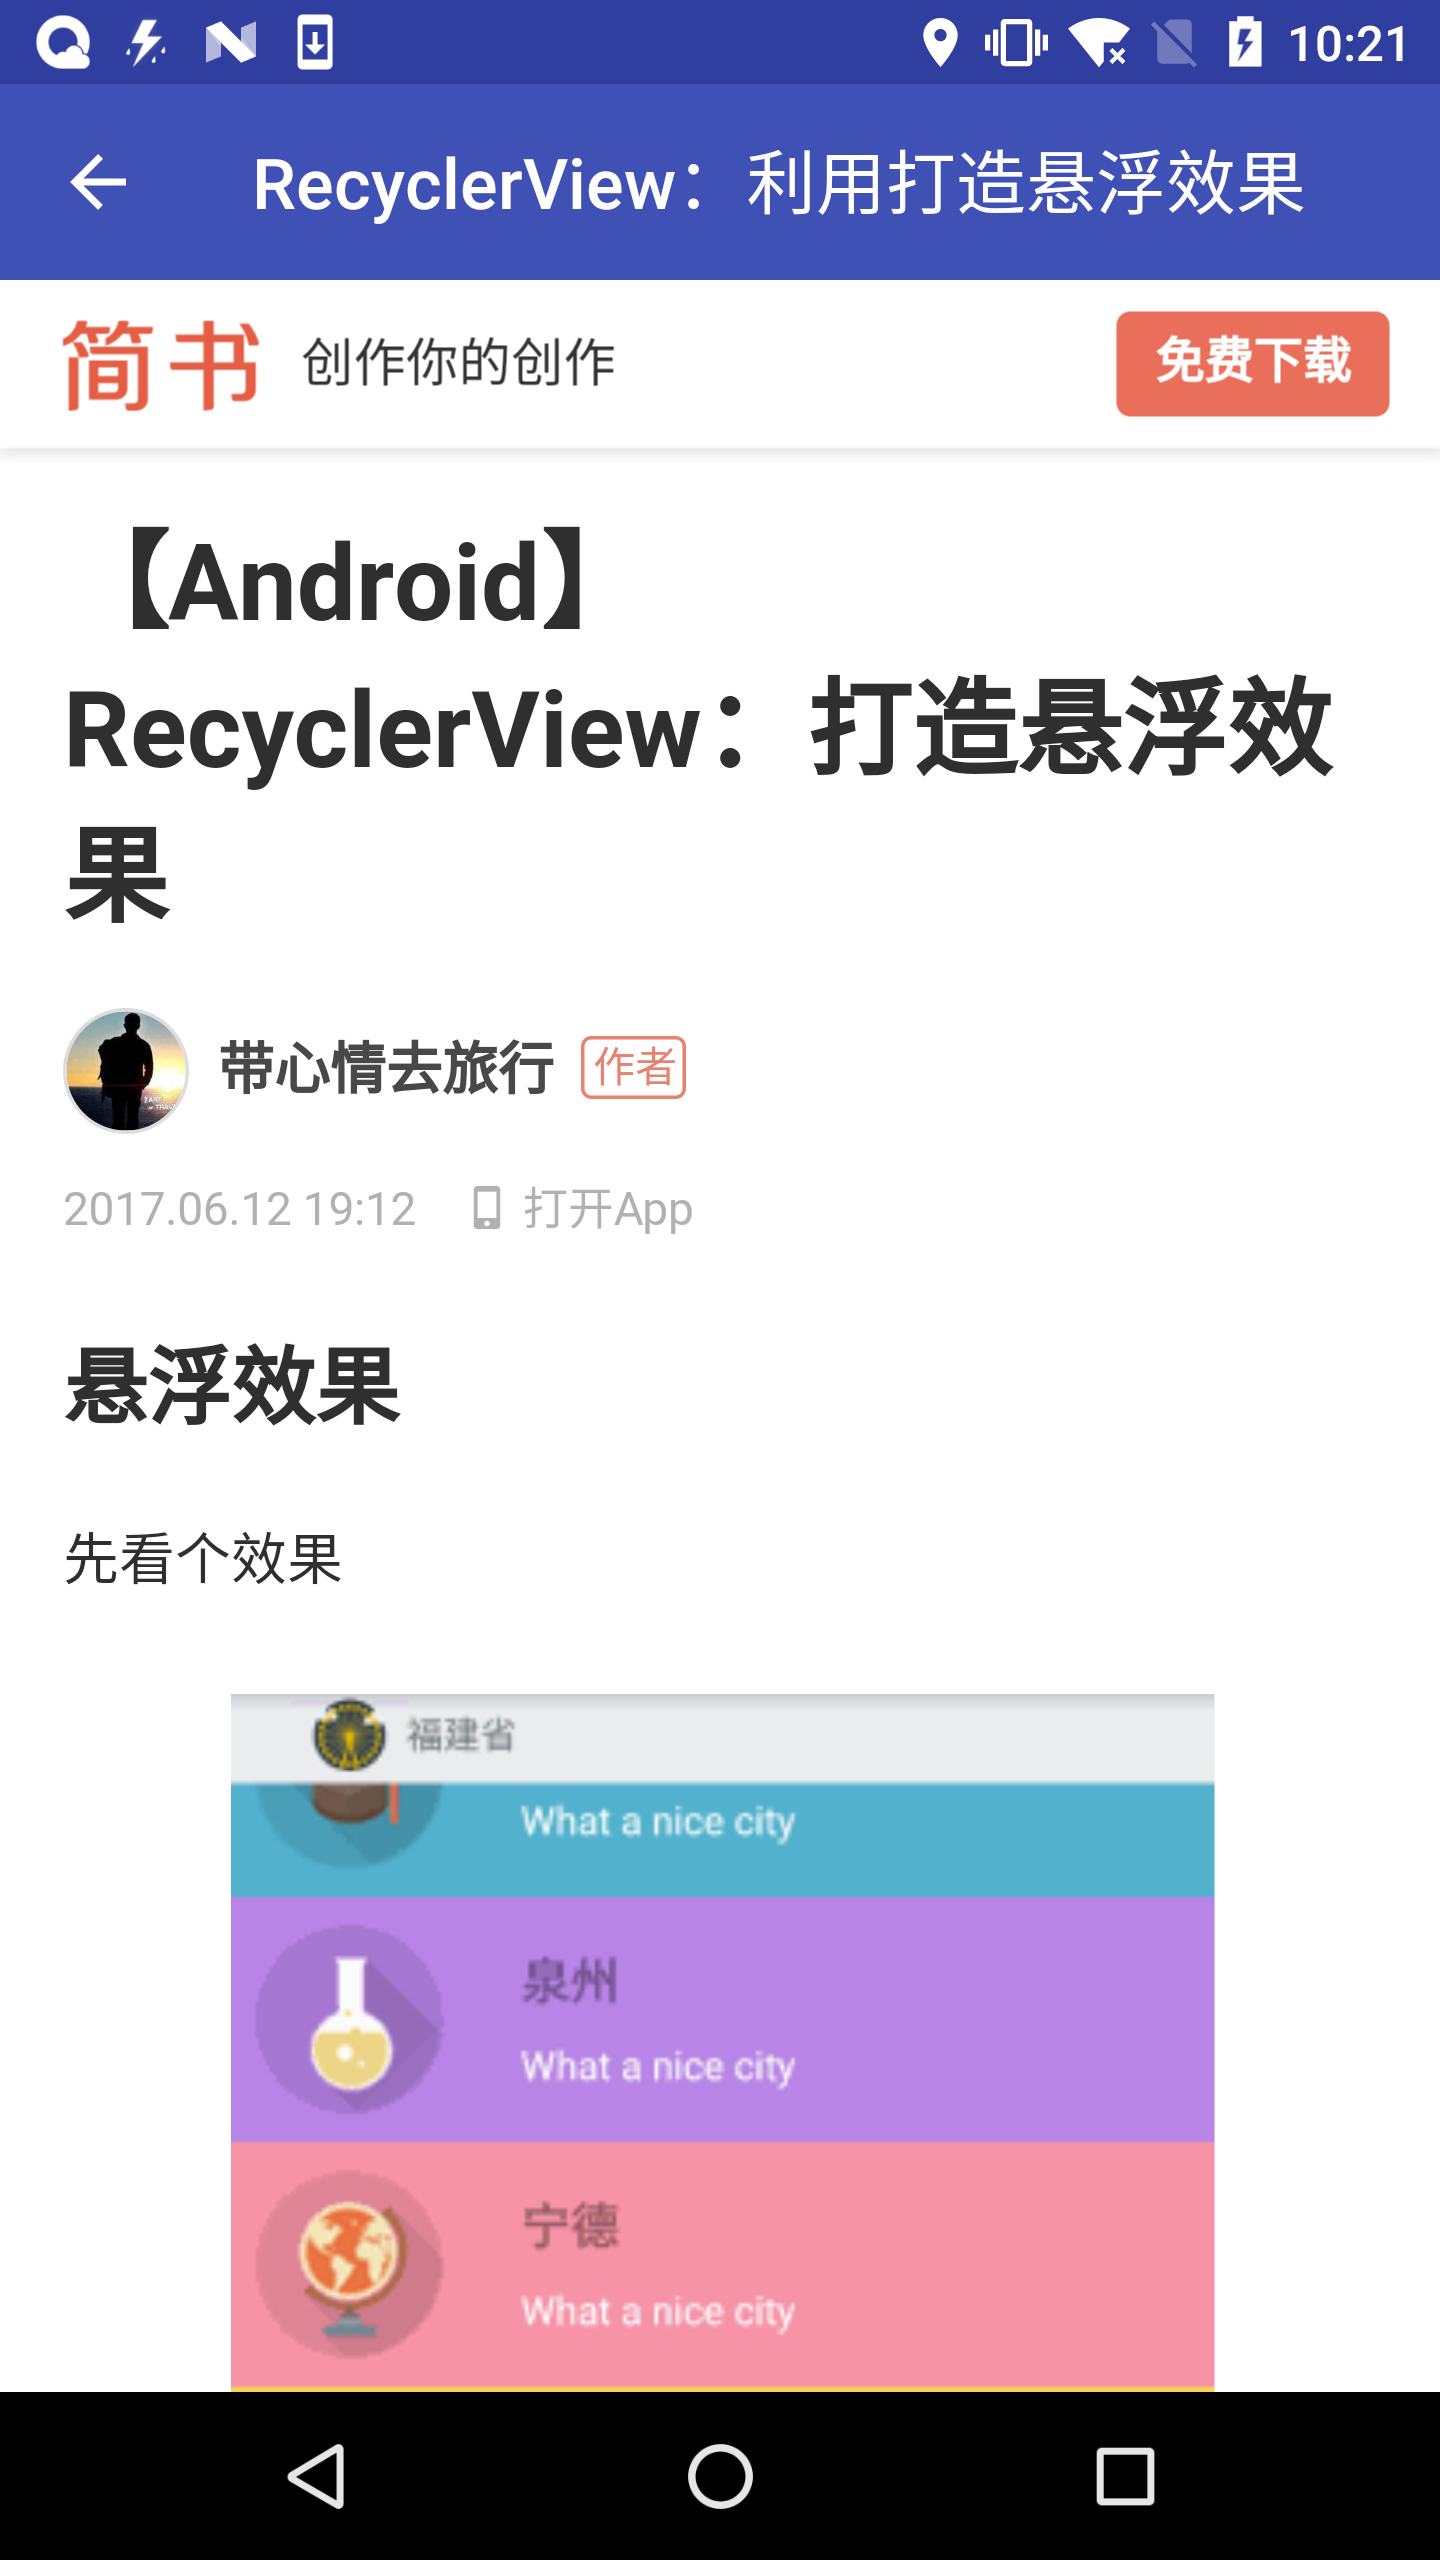 10:21
RecyclerView：利用打造悬浮效果
简书 创作你的创作 免费下载
【Android】
RecyclerView：打造悬浮效
果
带心情去旅行 作者
2017.06.12 19:12 打开App
悬浮效果
先看个效果
福建省
What a nice city
泉州
What a nice city
宁德
What a nice city